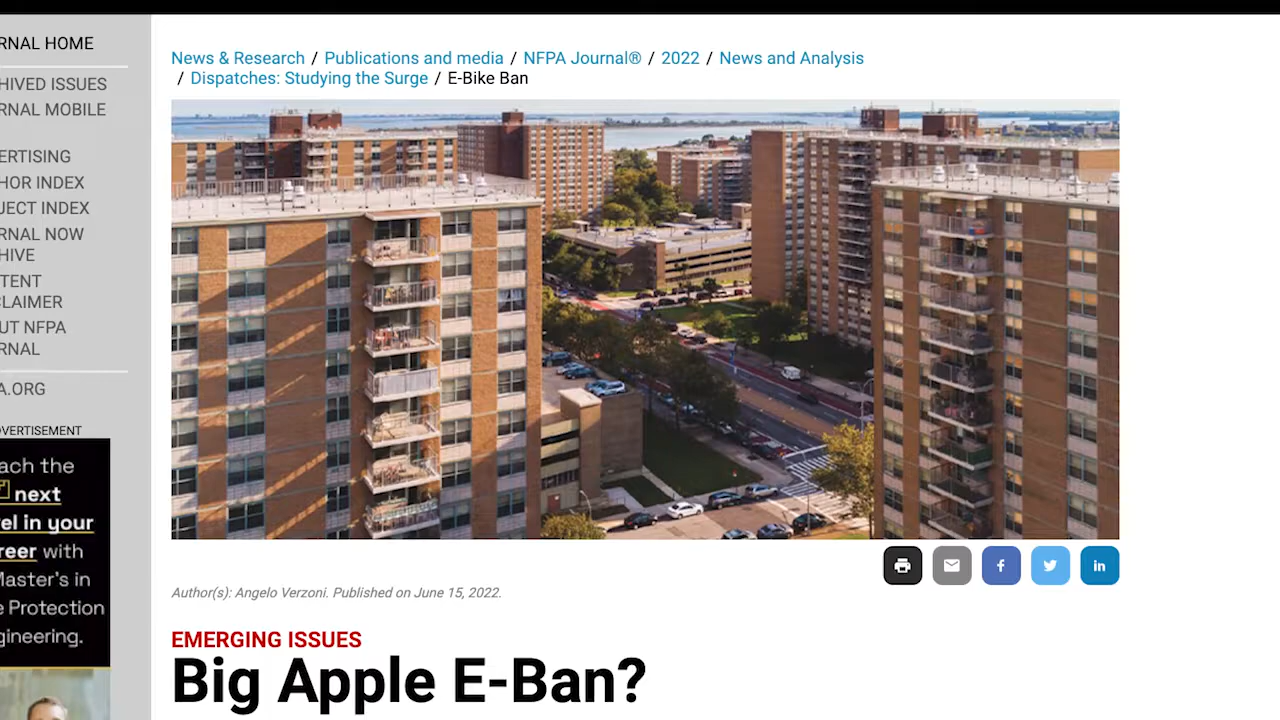 RNAL HOME
HIVED ISSUES
RNAL MOBILE
ERTISING
HOR INDEX
JECT INDEX
RNAL NOW
HIVE
TENT
CLAIMER
UT NFPA
RNAL
A.ORG
VERTISEMENT
ach the
next
el in your
reer with
Master's in
e Protection
gineering.
News & Research / Publications and media / NFPA Journal® / 2022 / News and Analysis
/ Dispatches: Studying the Surge / E-Bike Ban
f
in
Author(s): Angelo Verzoni. Published on June 15, 2022.
EMERGING ISSUES
Big Apple E-Ban?